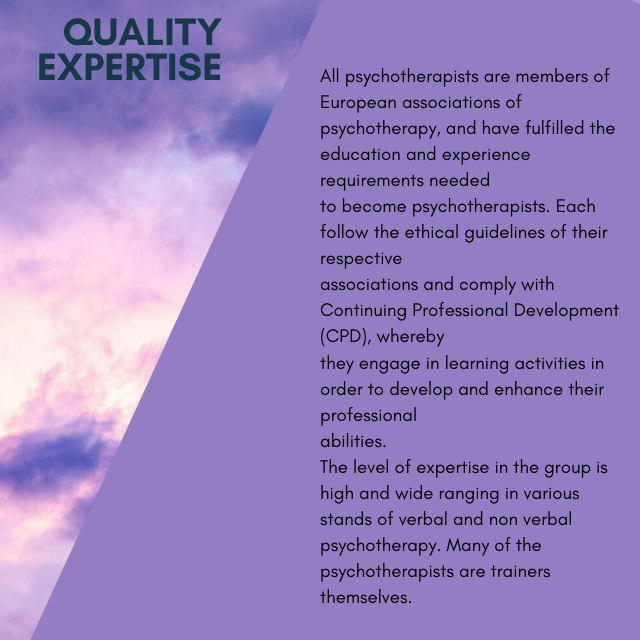 QUALITY
EXPERTISE
All psychotherapists are members of
European associations of
psychotherapy, and have fulfilled the
education and experience
requirements needed
to become psychotherapists. Each
follow the ethical guidelines of their
respective
associations and comply with
Continuing Professional Development
(CPD), whereby
they engage in learning activities in
order to develop and enhance their
professional
abilities.
The level of expertise in the group is
high and wide ranging in various
stands of verbal and non verbal
psychotherapy. Many of the
psychotherapists are trainers
themselves.